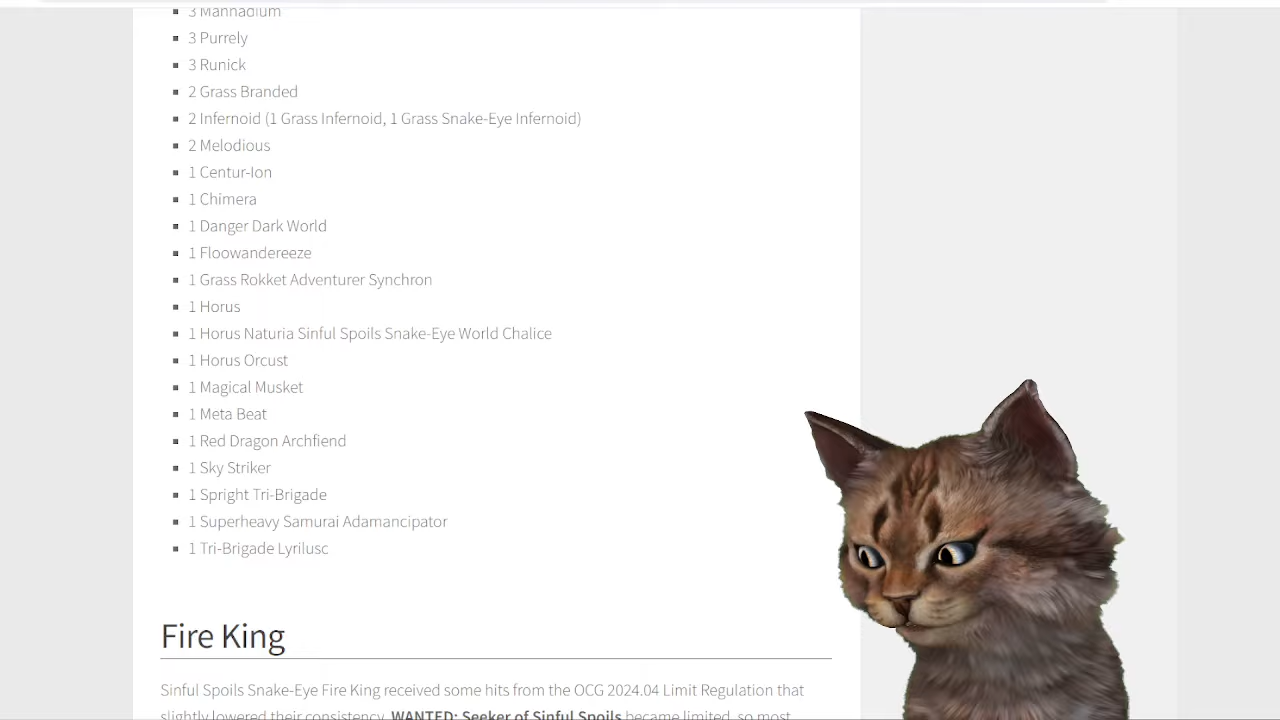 3 Mannadium
3 Purrely
3 Runick
2 Grass Branded
2 Infernoid (1 Grass Infernoid, 1 Grass Snake-Eye Infernoid)
2 Melodious
1 Centur-Ion
1 Chimera
1 Danger Dark World
1 Floowandereeze
1 Grass Rokket Adventurer Synchron
1 Horus
1 Horus Naturia Sinful Spoils Snake-Eye World Chalice
1 Horus Orcust
1 Magical Musket
1 Meta Beat
1 Red Dragon Archfiend
1 Sky Striker
1 Spright Tri-Brigade
1 Superheavy Samurai Adamancipator
1 Tri-Brigade Lyrilusc
Fire King
Sinful Spoils Snake-Eye Fire King received some hits from the OCG 2024.04 Limit Regulation that
slightly lowered their consistency. WANTED: Seeker of Sinful Spoils became limited, so most